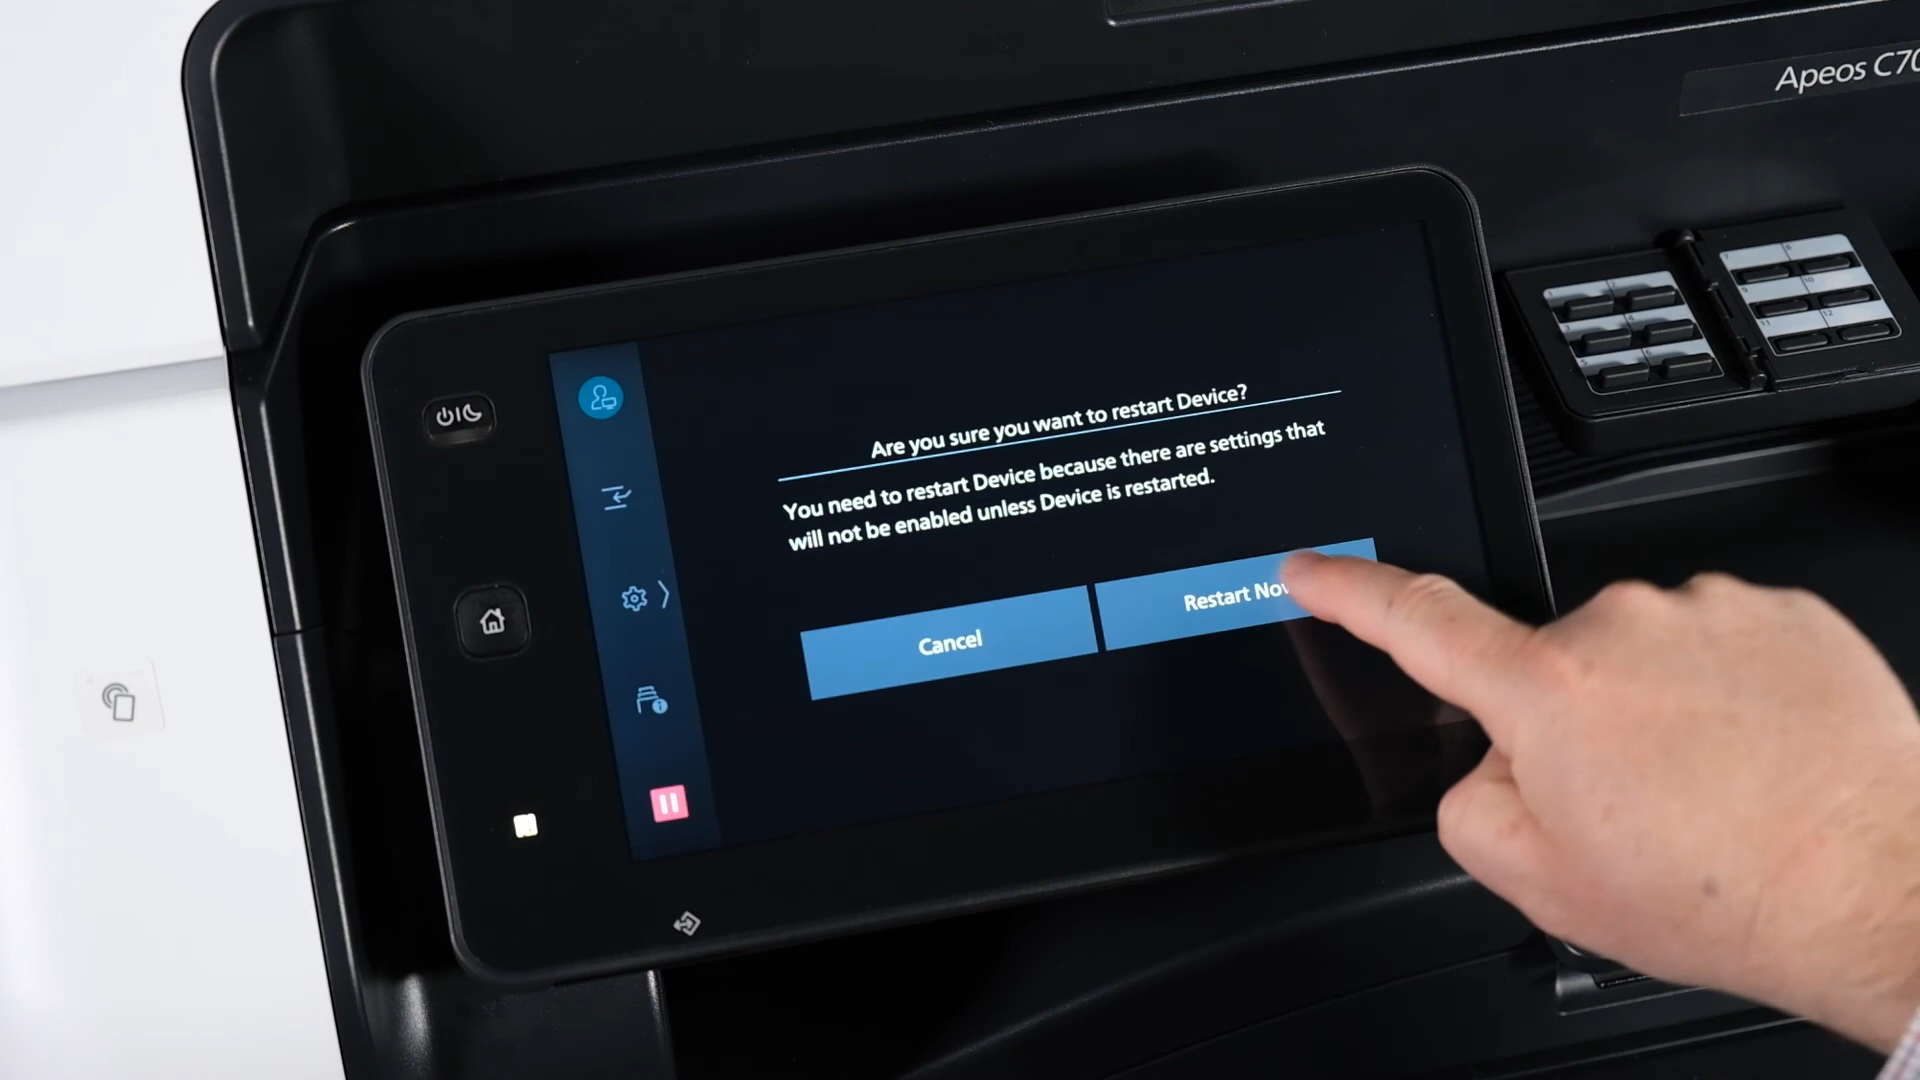 Apeos C70
Are you sure you want to restart Device?
You need to restart Device because there are settings that
will not be enabled unless Device is restarted.
Cancel
Restart Now